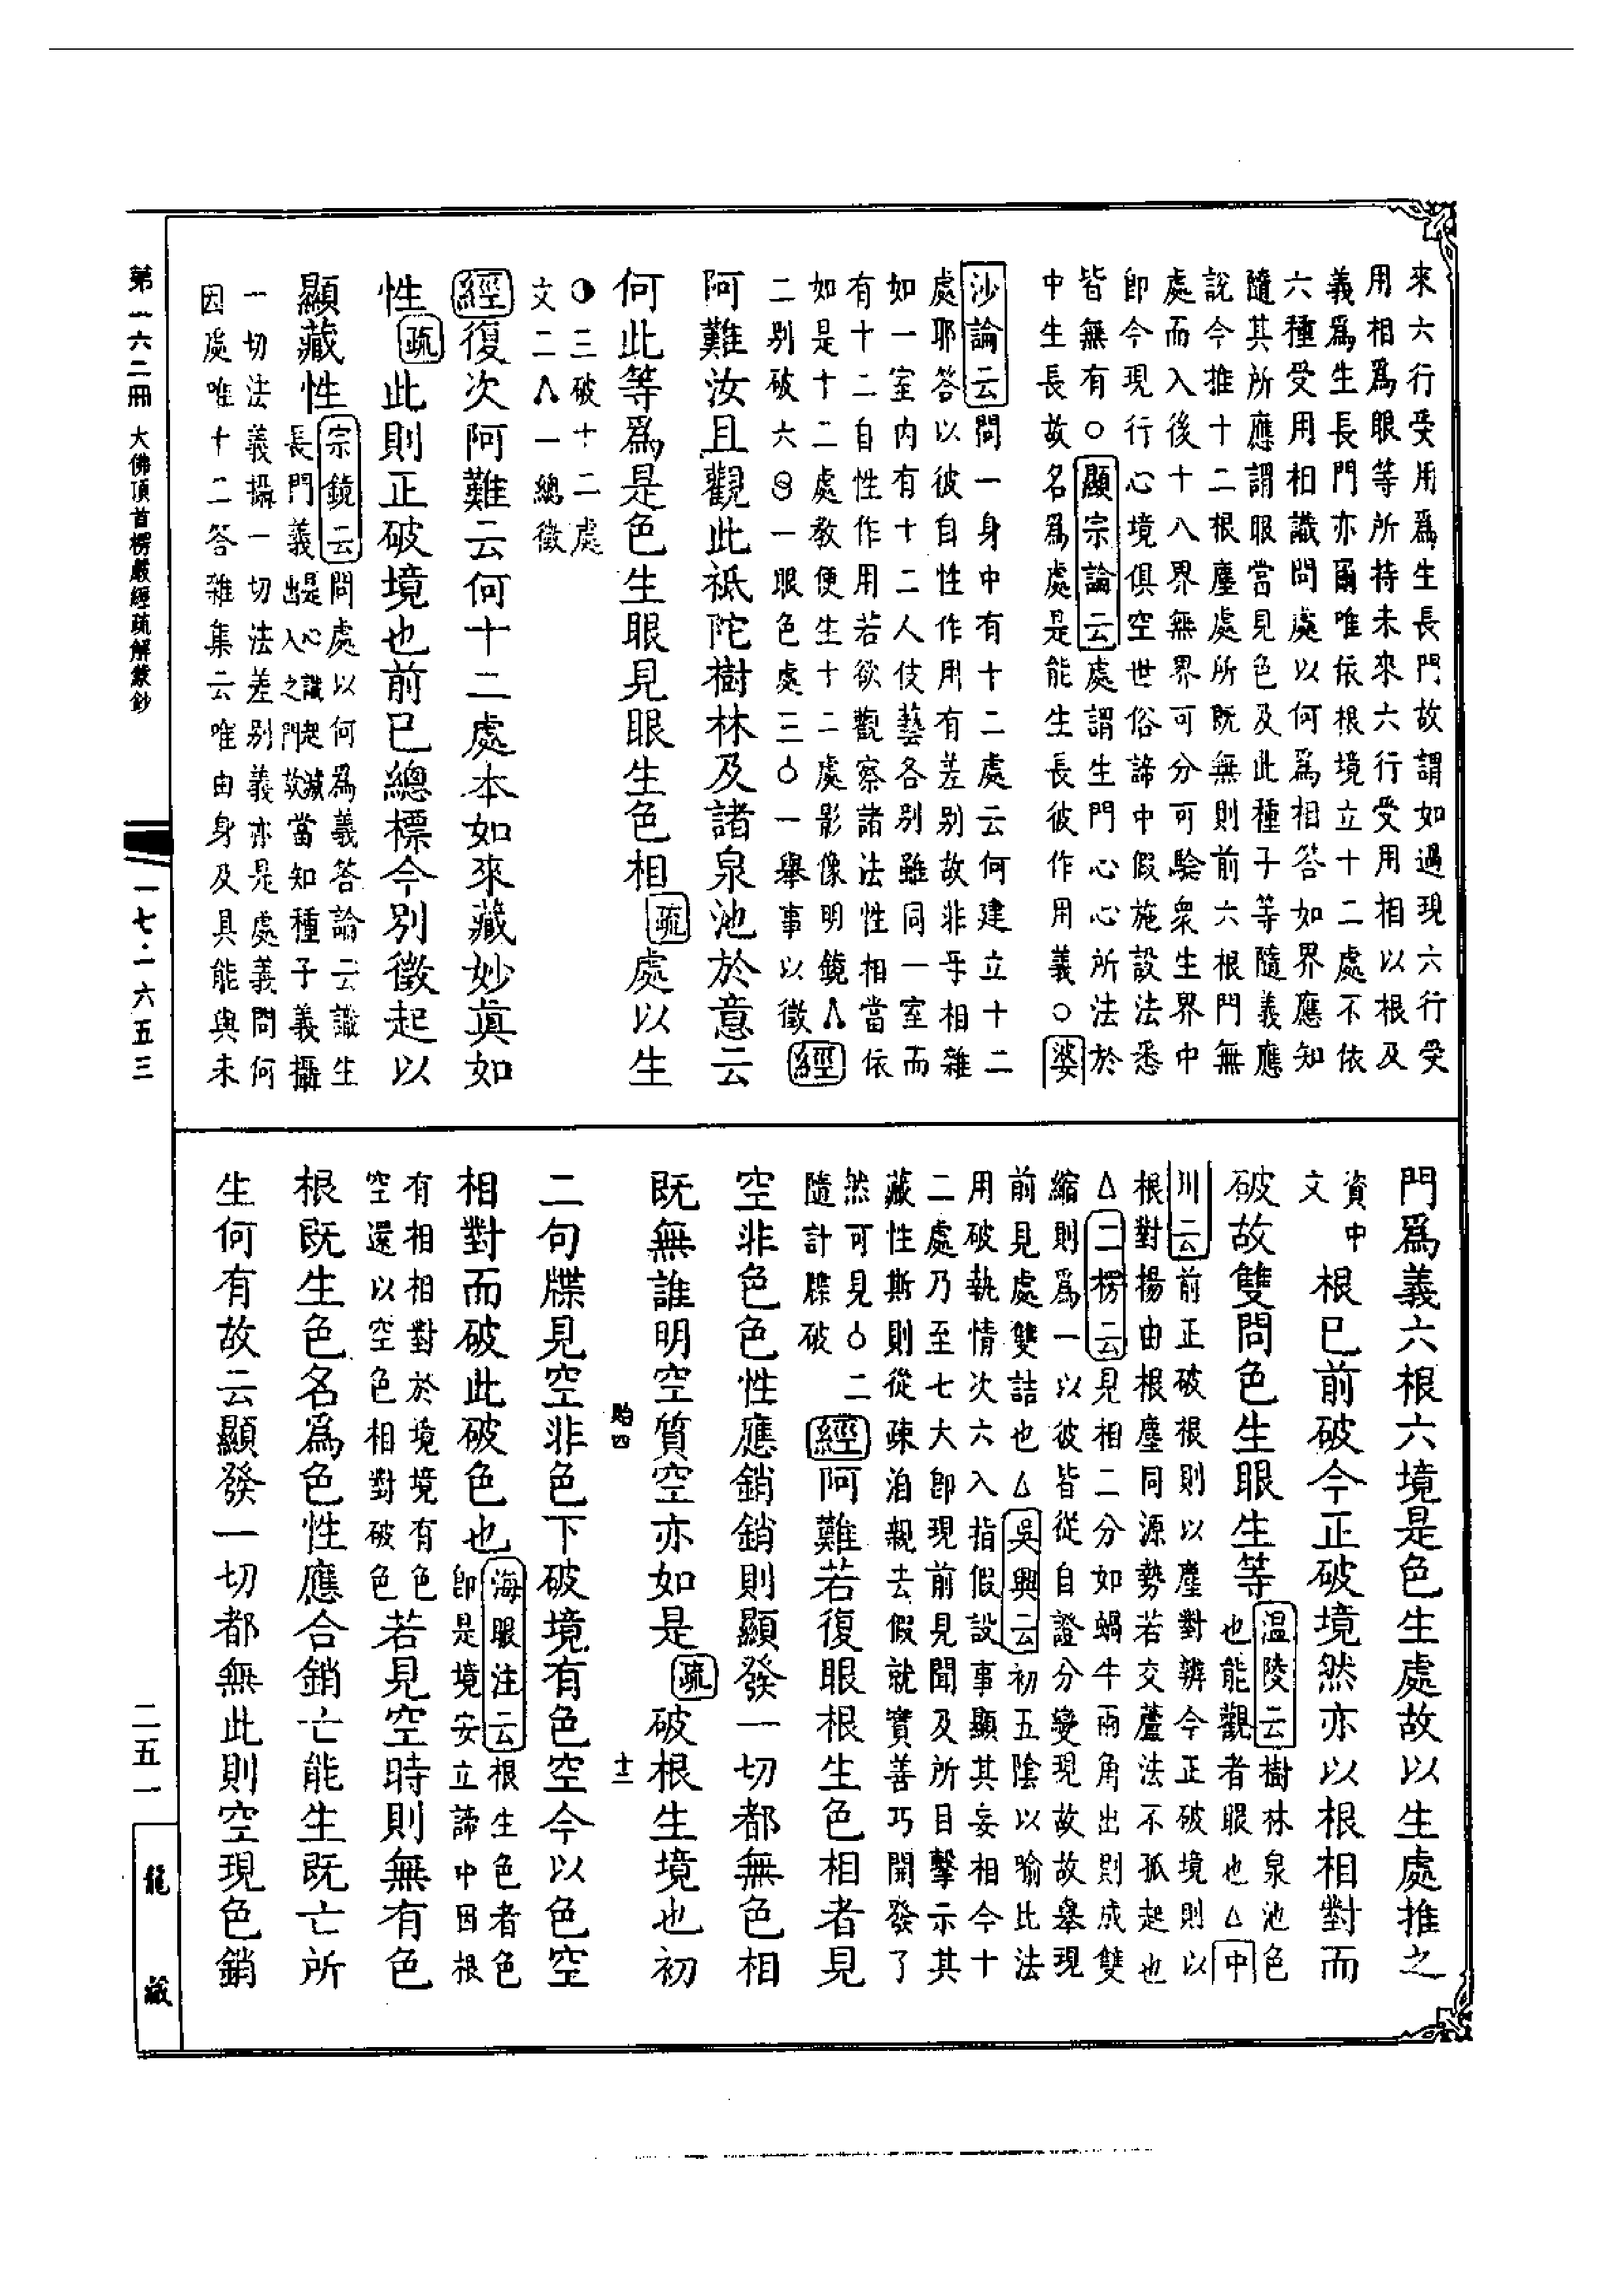 來六行受用爲生長門故謂如過現六行受
用相爲眼等所持未來六行受用相以根及
義爲生長門亦爾唯依根境立十二處不依
六種受用相識問處以何爲相答如界應知
隨其所應謂眼當見色及此種子等隨義應
說今推十二根塵處所既無則前六根門無
處而入後十八界無界可分可驗衆生界中
即今現行心境俱空世俗諦中假施設法悉
皆無有○顯宗論云處謂生門心心所法於
中生長故名爲處是能生長彼作用義○婆
沙論云問一身中有十二處云何建立十二
處耶答以彼自性作用有差別故非互相雜
如一室內有十二人伎藝各別雖同一室而
有十二自性作用若欲觀察諸法性相當依
如是十二處教便生十二處影像明鏡 經
二別破六 一眼色處三 一舉事以徵
阿難汝且觀此祇陀樹林及諸泉池於意云
何此等爲是色生眼見眼生色相疏處以生
◑三破十二處
文二 一總徵
經復次阿難云何十二處本如來藏妙眞如
性疏此則正破境也前已總標今別徵起以
顯藏性 宗鏡云問處以何爲義答論云識生
長門義是心識起滅出入之門故當知種子義攝
一切法義攝一切法差別義亦是處義問何
因處唯十二答雜集云唯由身及具能與未
門爲義六根六境是色生處故以生處推之
資中
文 根已前破今正破境然亦以根相對而
破故雙問色生眼生等 溫陵云樹林泉池色
也能觀者眼也△中
川云前正破根則以塵對辨今正破境則以
根對揚由根塵同源勢若交蘆法不孤起也
△二楞云見相二分如蝸牛兩角出則成雙
縮則爲一以彼皆從自證分變現故故舉現
前見處雙詰也△吳興云初五陰以喻比法
用破執情次六入指假設事顯其妄相今十
二處乃至七大即現前見聞及所目擊示其
藏性斯則從疎洎親去假就實善巧開發了
然可見 二
隨計牒破 經阿難若復眼根生色相者見
空非色色性應銷銷則顯發一切都無色相
既無誰明空質空亦如是疏破根生境也初
貽四 十二
二句牒見空非色下破境有色空今以色空
相對而破此破色也 海眼注云根生色者色
即是境安立諦中因根
有相相對於境境有色
空還以空色相對破色 若見空時則無有色
根既生色名爲色性應合銷亡能生既亡所
生何有故云顯發一切都無此則空現色銷
第一六二冊 大佛頂首楞嚴經疏解蒙鈔
一七·二六五三
二五一
龍藏